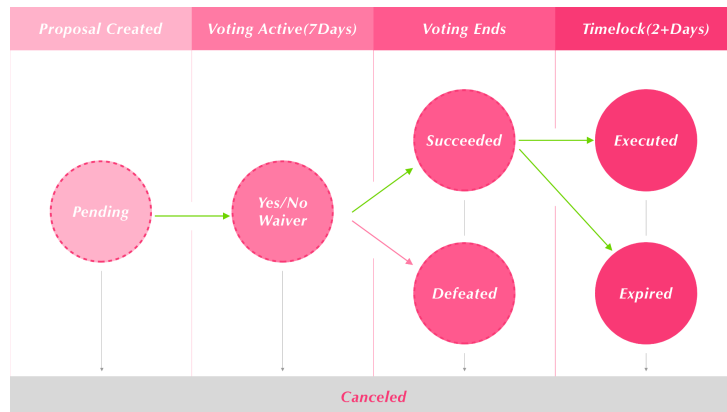 Proposal Created
Voting Active(7Days)
Voting Ends
Timelock(2+Days)
Pending
Yes/No
Waiver
Succeeded
Executed
Defeated
Expired
Canceled